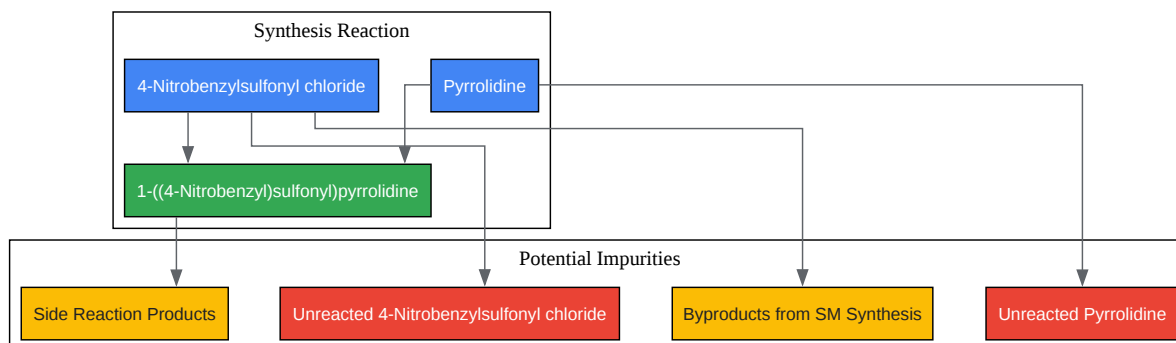 Synthesis Reaction
4-Nitrobenzylsulfonyl chloride
Pyrrolidine
1-((4-Nitrobenzyl)sulfonyl)pyrrolidine
Potential Impurities
Side Reaction Products
Unreacted 4-Nitrobenzylsulfonyl chloride
Byproducts from SM Synthesis
Unreacted Pyrrolidine